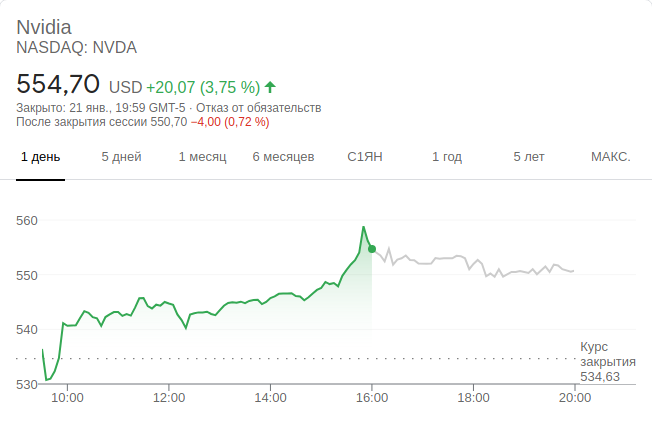 Nvidia
NASDAQ: NVDA
554,70 USD +20,07 (3,75 %)
Закрыто: 21 янв., 19:59 GMT-5 · Отказ от обязательств
После закрытия сессии 550,70 −4,00 (0,72 %)
1 день 5 дней 1 месяц 6 месяцев С1ЯН 1 год 5 лет МАКС.
560
550
540
530
Курс
закрытия
534,63
10:00 12:00 14:00 16:00 18:00 20:00